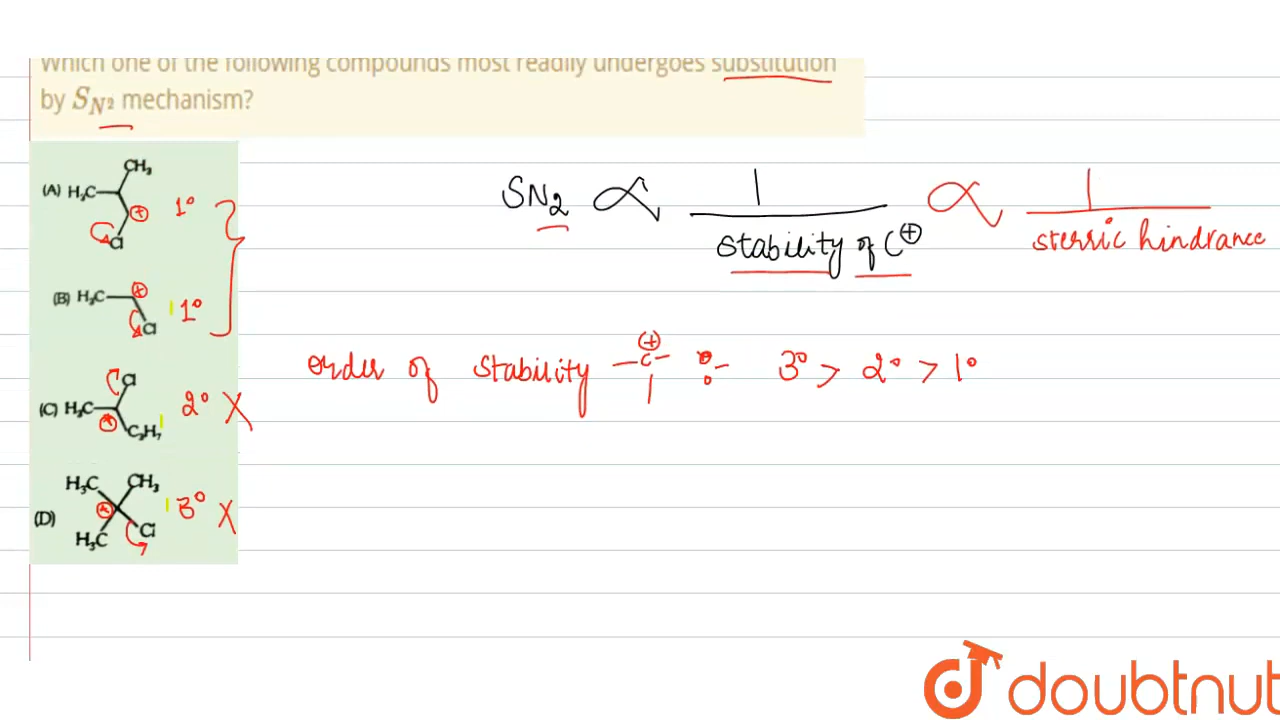 Which one of the following compounds most readily undergoes substitution
by SN2 mechanism?
(A) H3C CH3 Cl ⊕ 1°
(B) H3C Cl ⊕ 1°
(C) H3C Cl C3H7 2° X
(D) H3C CH3 H3C Cl 3° X
SN2 ∝ 1 / stability of C⊕ ∝ 1 / sterric hindrance
order of stability –C⊕– :- 3° > 2° > 1°
doubtnut